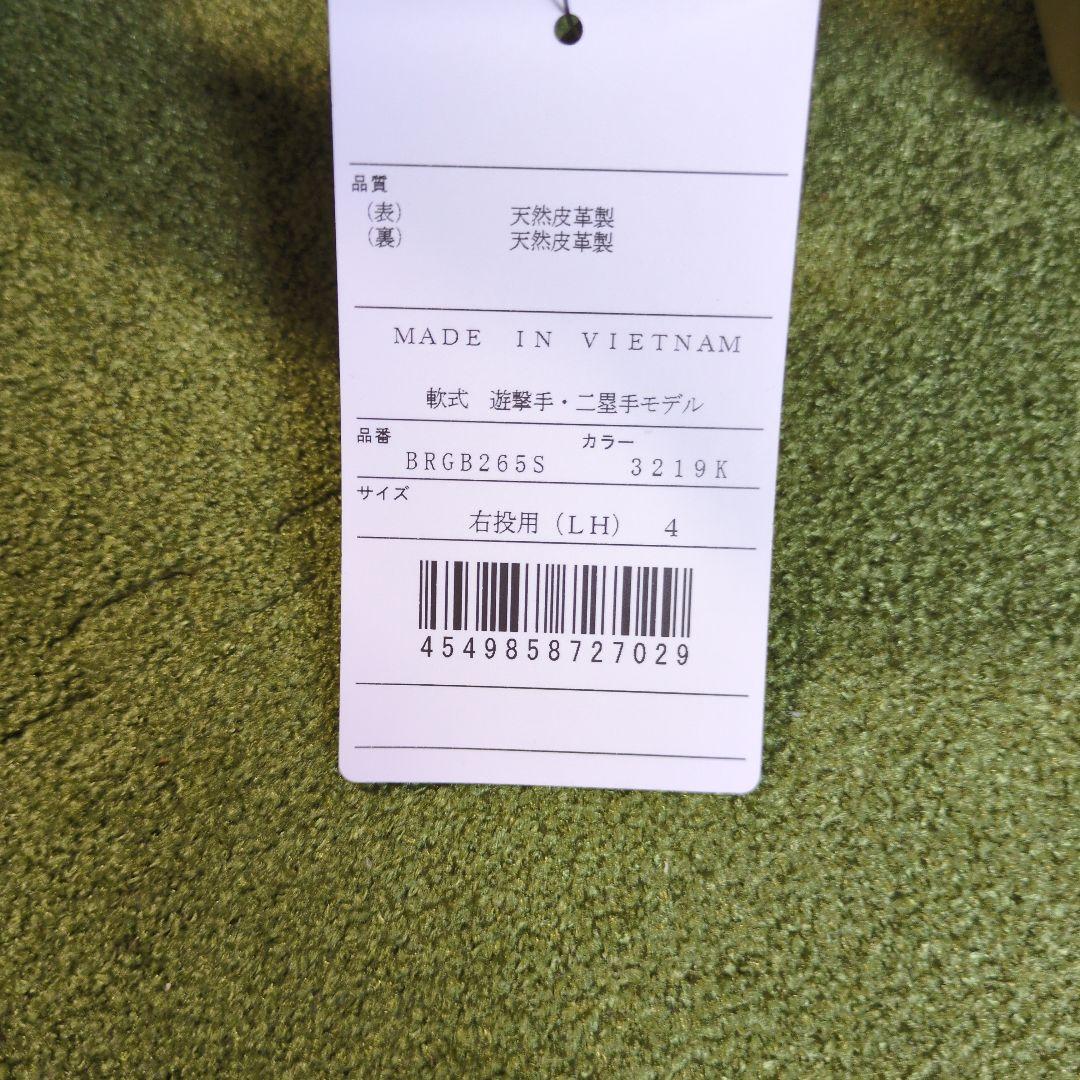 品質
（表） 天然皮革製
（裏） 天然皮革製
MADE IN VIETNAM
軟式 遊撃手・二塁手モデル
品番 カラー
BRGB265S 3219K
サイズ
右投用（LH） 4
4549858727029